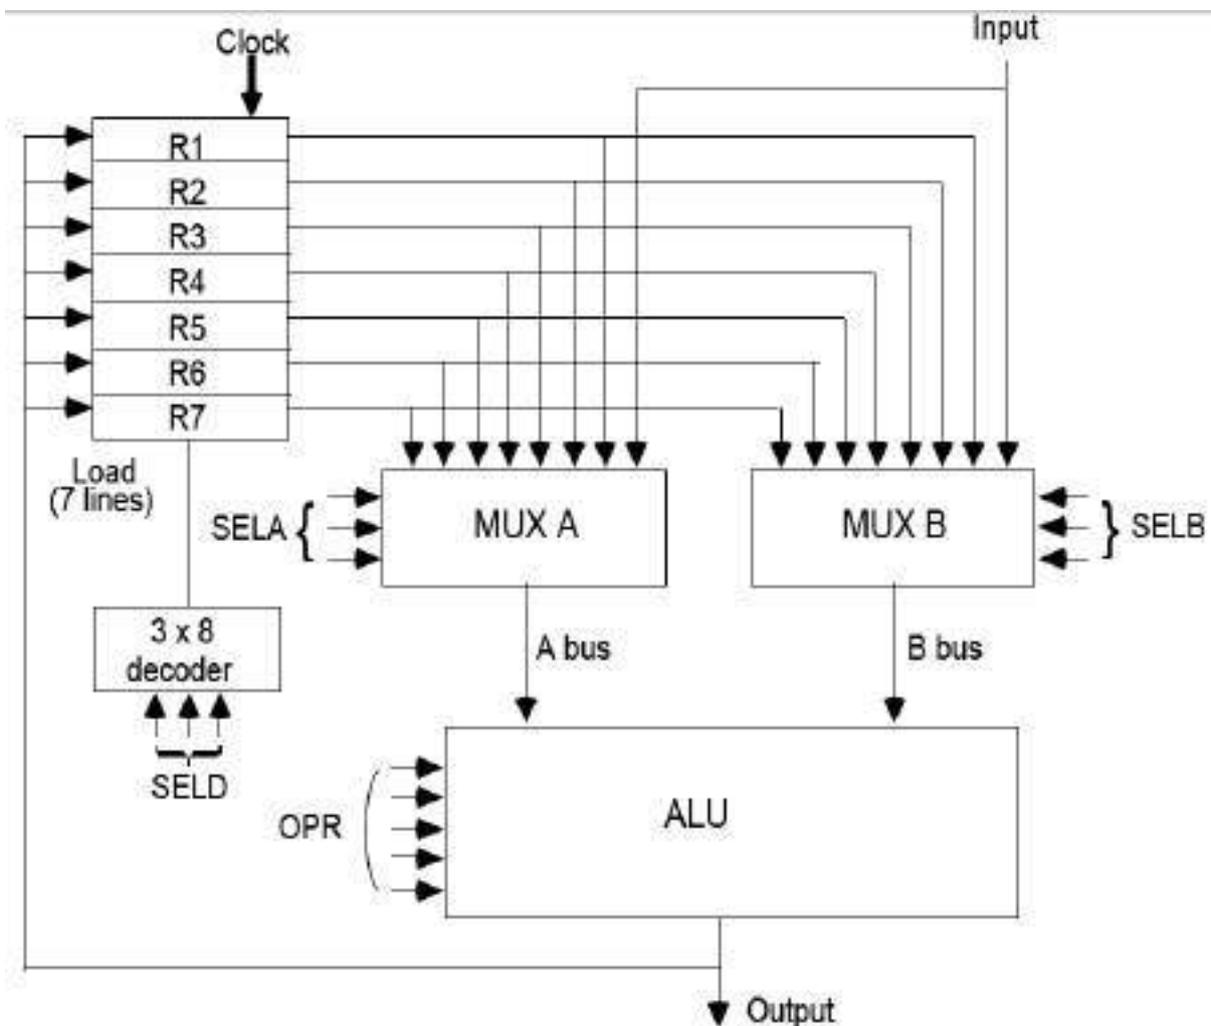 Clock
Input
R1
R2
R3
R4
R5
R6
R7
Load
(7 lines)
SELA {
MUX A
MUX B
} SELB
3 x 8
decoder
A bus
B bus
SELD
OPR
ALU
Output